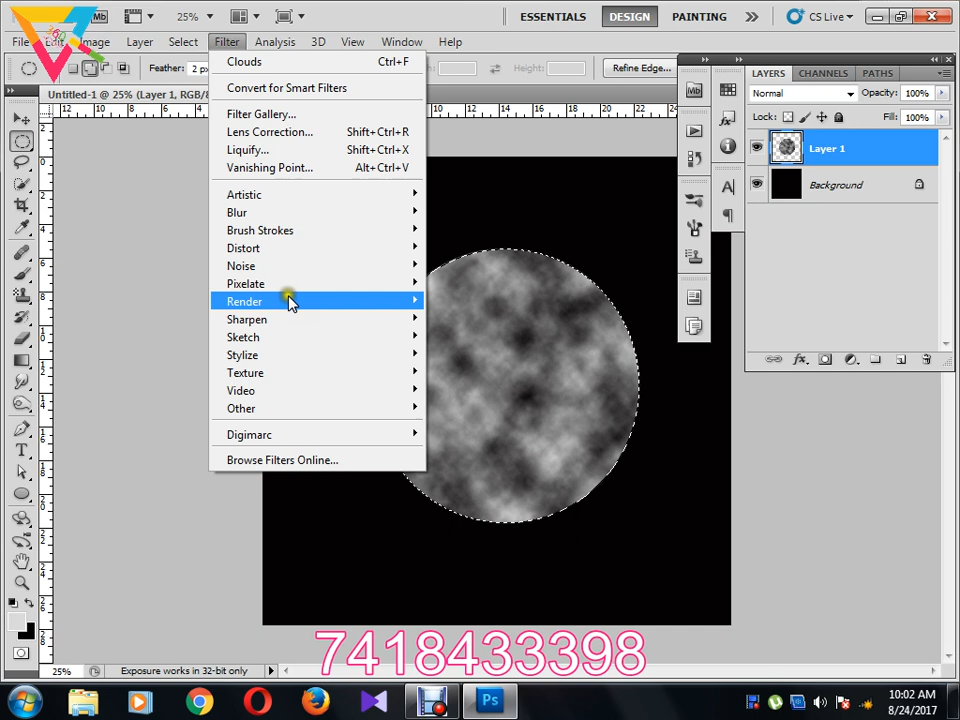 Mb 25% ESSENTIALS DESIGN PAINTING CS Live
360
File Edit Image Layer Select Filter Analysis 3D View Window Help
Feather: 2 px Height: Refine Edge...
Untitled-1 @ 25% (Layer 1, RGB/8
Clouds Ctrl+F
Convert for Smart Filters
Filter Gallery...
Lens Correction... Shift+Ctrl+R
Liquify... Shift+Ctrl+X
Vanishing Point... Alt+Ctrl+V
Artistic
Blur
Brush Strokes
Distort
Noise
Pixelate
Render
Sharpen
Sketch
Stylize
Texture
Video
Other
Digimarc
Browse Filters Online...
LAYERS CHANNELS PATHS
Normal Opacity: 100%
Lock: Fill: 100%
Layer 1
Background
7418433398
25% Exposure works in 32-bit only
Ps
10:02 AM
8/24/2017